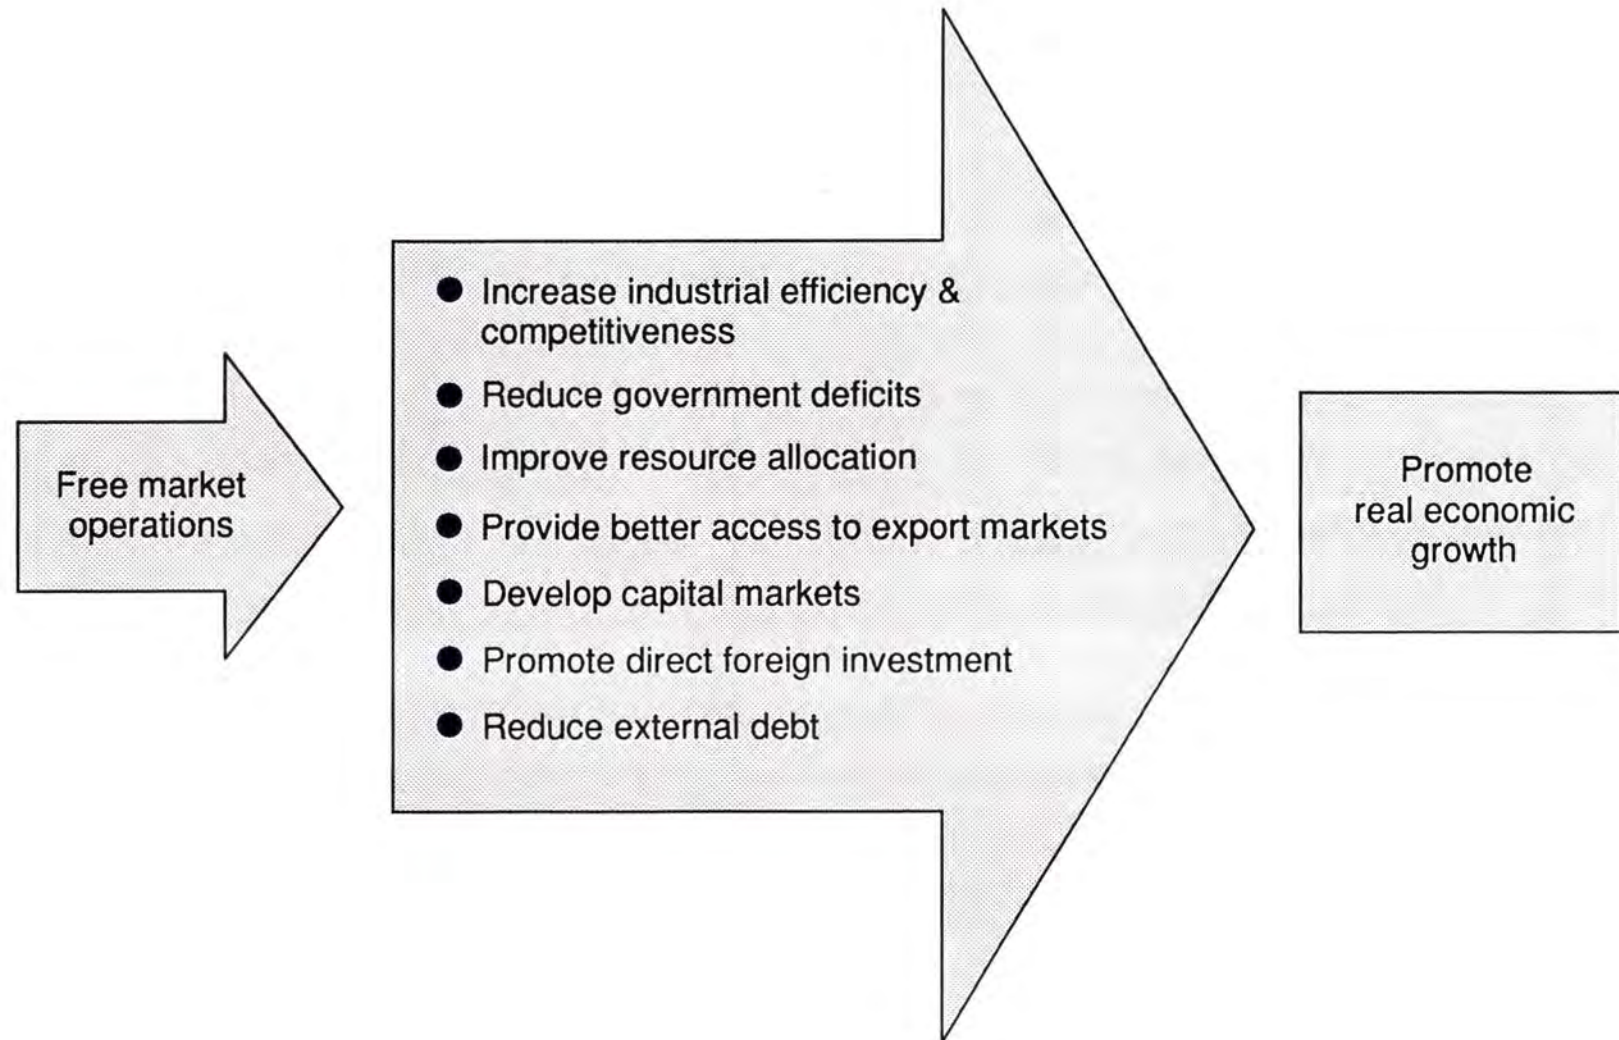 Free market
operations
● Increase industrial efficiency &
competitiveness
● Reduce government deficits
● Improve resource allocation
● Provide better access to export markets
● Develop capital markets
● Promote direct foreign investment
● Reduce external debt
Promote
real economic
growth